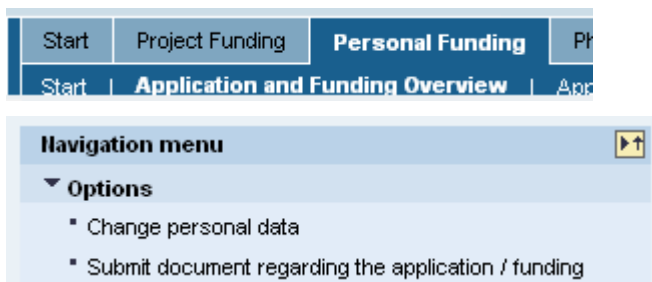 Start Project Funding Personal Funding
Start | Application and Funding Overview |
Navigation menu
Options
Change personal data
Submit document regarding the application / funding